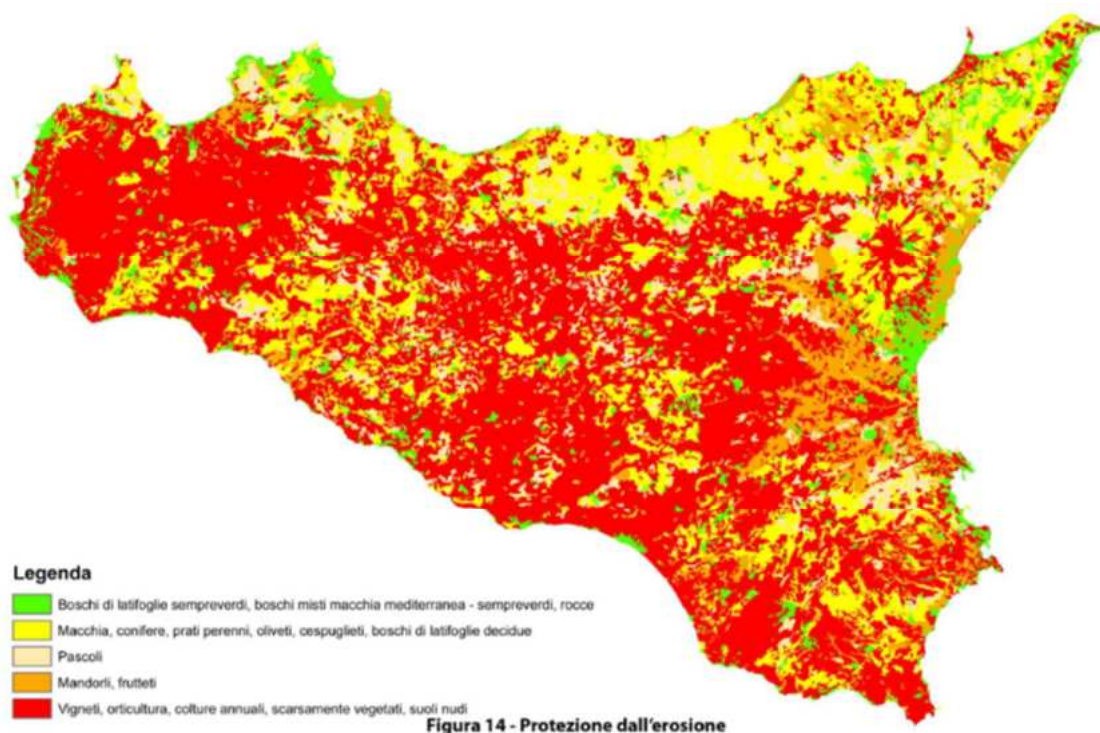 Legenda
Boschi di latifoglie sempreverdi, boschi misti macchia mediterranea - sempreverdi, rocce
Macchia, conifere, prati perenni, oliveti, cespuglieti, boschi di latifoglie decidue
Pascoli
Mandorli, frutteti
Vigneti, orticultura, colture annuali, scarsamente vegetati, suoli nudi
Figura 14 - Protezione dall'erosione